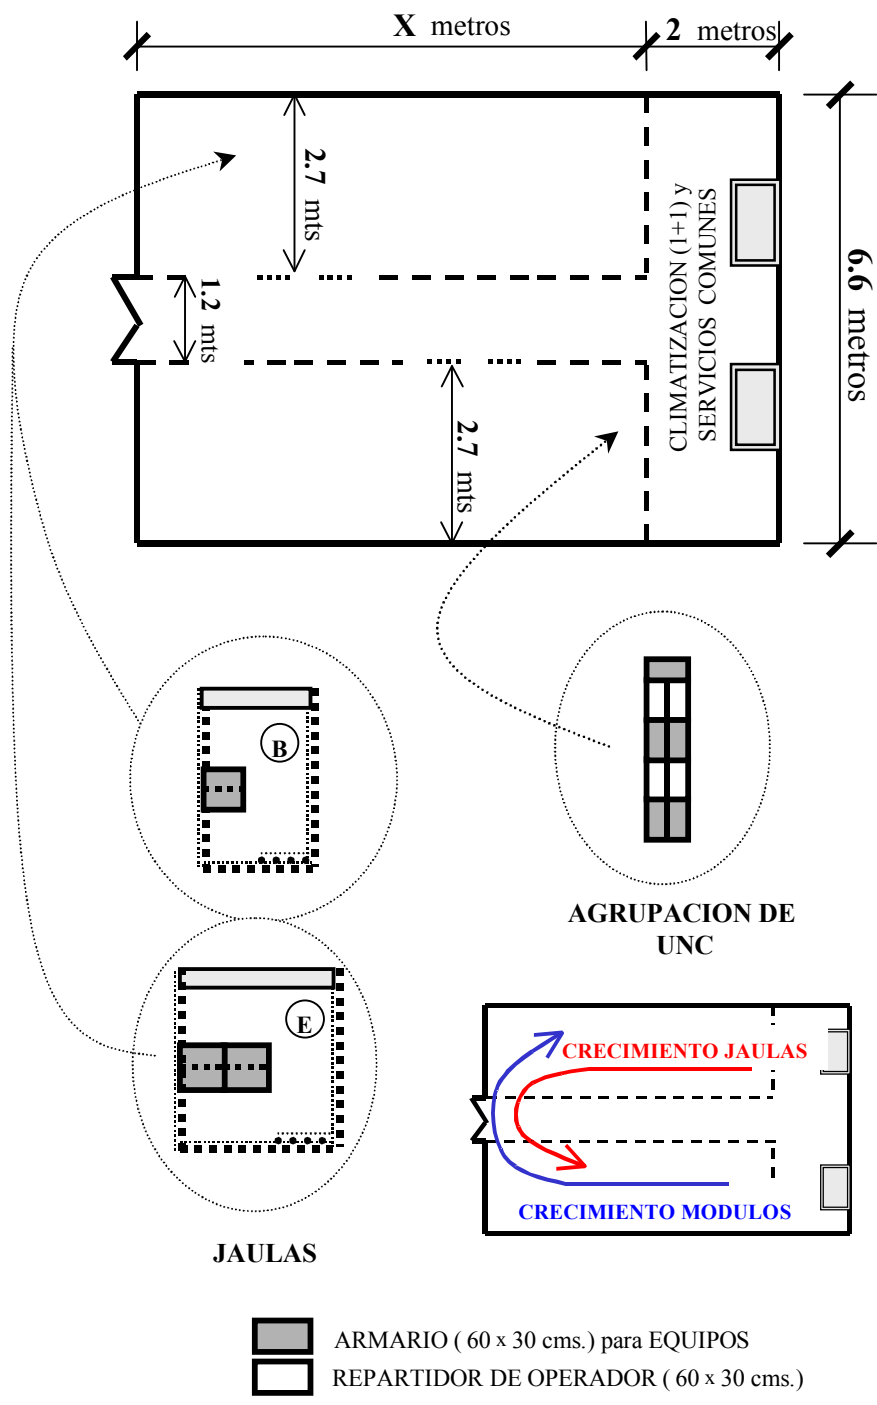 X metros
2 metros
2.7 mts
1.2 mts
2.7 mts
CLIMATIZACION (1+1) y
SERVICIOS COMUNES
6.6 metros
B
AGRUPACION DE
UNC
E
JAULAS
CRECIMIENTO JAULAS
CRECIMIENTO MODULOS
ARMARIO ( 60 x 30 cms.) para EQUIPOS
REPARTIDOR DE OPERADOR ( 60 x 30 cms.)